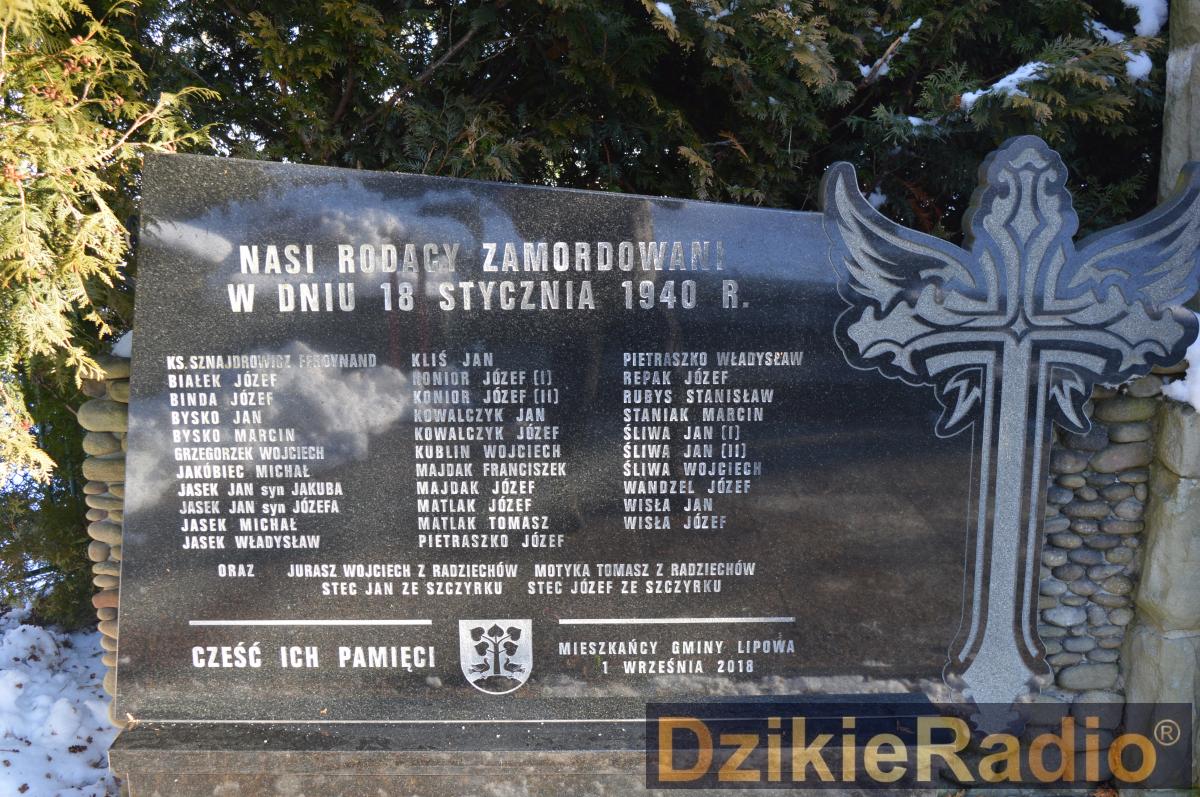 NASI RODACY ZAMORDOWANI
W DNIU 18 STYCZNIA 1940 R.
KS. SZNAJDROWICZ FERDYNAND
BIAŁEK JÓZEF
BINDA JÓZEF
BYSKO JAN
BYSKO MARCIN
GRZEGORZEK WOJCIECH
JAKÓBIEC MICHAŁ
JASEK JAN syn JAKUBA
JASEK JAN syn JÓZEFA
JASEK MICHAŁ
JASEK WŁADYSŁAW
KLIŚ JAN
KONIOR JÓZEF (I)
KONIOR JÓZEF (II)
KOWALCZYK JAN
KOWALCZYK JÓZEF
KUBLIN WOJCIECH
MAJDAK FRANCISZEK
MAJDAK JÓZEF
MATLAK JÓZEF
MATLAK TOMASZ
PIETRASZKO JÓZEF
PIETRASZKO WŁADYSŁAW
REPAK JÓZEF
RUBYS STANISŁAW
STANIAK MARCIN
ŚLIWA JAN (I)
ŚLIWA JAN (II)
ŚLIWA WOJCIECH
WANDZEL JÓZEF
WISŁA JAN
WISŁA JÓZEF
ORAZ JURASZ WOJCIECH Z RADZIECHÓW MOTYKA TOMASZ Z RADZIECHÓW
STEC JAN ZE SZCZYRKU STEC JÓZEF ZE SZCZYRKU
CZEŚĆ ICH PAMIĘCI
MIESZKAŃCY GMINY LIPOWA
1 WRZEŚNIA 2018
DzikieRadio®